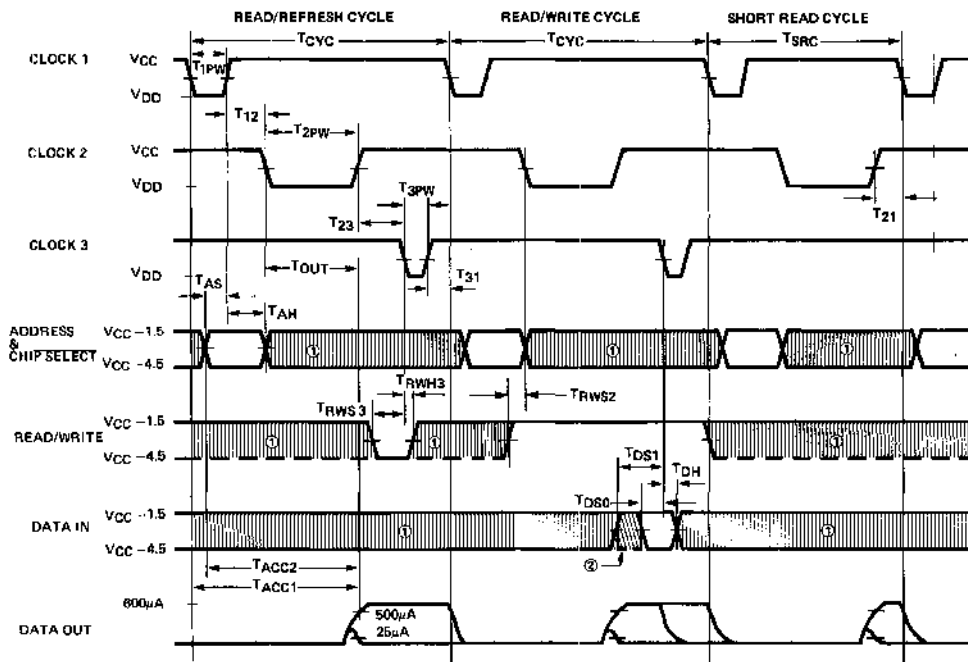 READ/REFRESH CYCLE READ/WRITE CYCLE SHORT READ CYCLE
TCYC TCYC TSRC
CLOCK 1 VCC T1PW
VDD
T12 T2PW
CLOCK 2 VCC
VDD T3PW
T23 T21
CLOCK 3
VDD TOUT T31
TAS TAH
ADDRESS & CHIP SELECT VCC -1.5
VCC -4.5 ① ① ①
TRWS3 TRWH3 TRWS2
READ/WRITE VCC -1.5
VCC -4.5 ① ① ①
TDS1 TDH
TDS0
DATA IN VCC -1.5
VCC -4.5 ① ①
②
TACC2
TACC1
600μA
500μA
DATA OUT 25μA